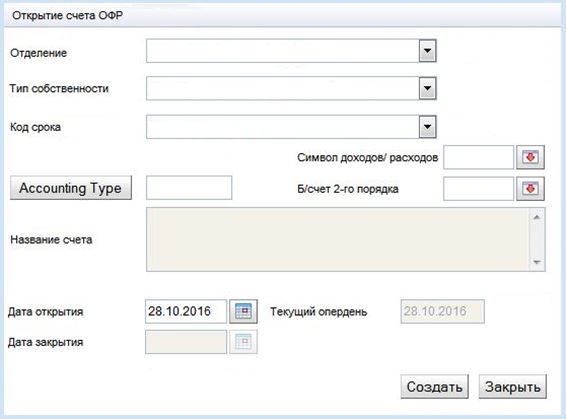 Открытие счета ОФР
Отделение
Тип собственности
Код срока
Символ доходов/ расходов
Accounting Type
Б/счет 2-го порядка
Название счета
Дата открытия 28.10.2016 Текущий опердень 28.10.2016
Дата закрытия
Создать Закрыть